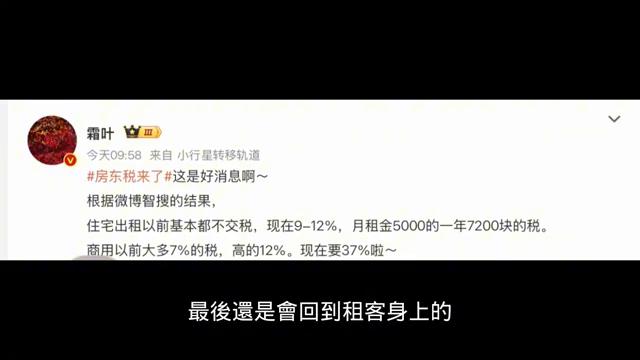 霜叶
III
今天09:58 来自 小行星转移轨道
#房东税来了#这是好消息啊~
根据微博智搜的结果,
住宅出租以前基本都不交税，现在9-12%，月租金5000的一年7200块的税。
商用以前大多7%的税，高的12%。现在要37%啦~
最後還是會回到租客身上的